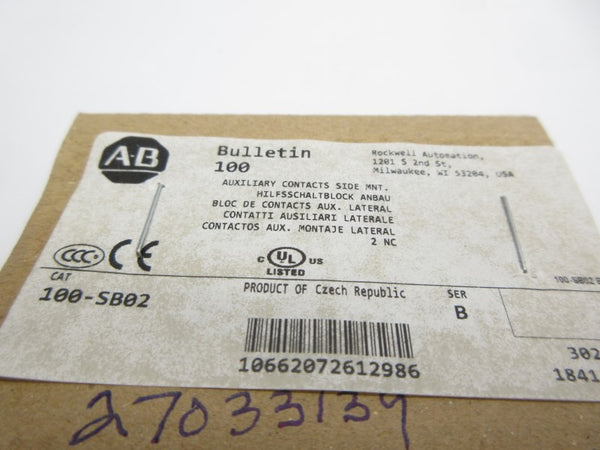 A-B
Bulletin
100
Rockwell Automation,
1201 S 2nd St,
Milwaukee, WI 53204, USA
AUXILIARY CONTACTS SIDE MNT.
HILFSSCHALTBLOCK ANBAU
BLOC DE CONTACTS AUX. LATERAL
CONTATTI AUSILIARI LATERALE
CONTACTOS AUX. MONTAJE LATERAL
2 NC
CCC CE
C UL US
LISTED
100-SB02 B
CAT
100-SB02
PRODUCT OF Czech Republic
SER
B
10662072612986
302
1841
27033139